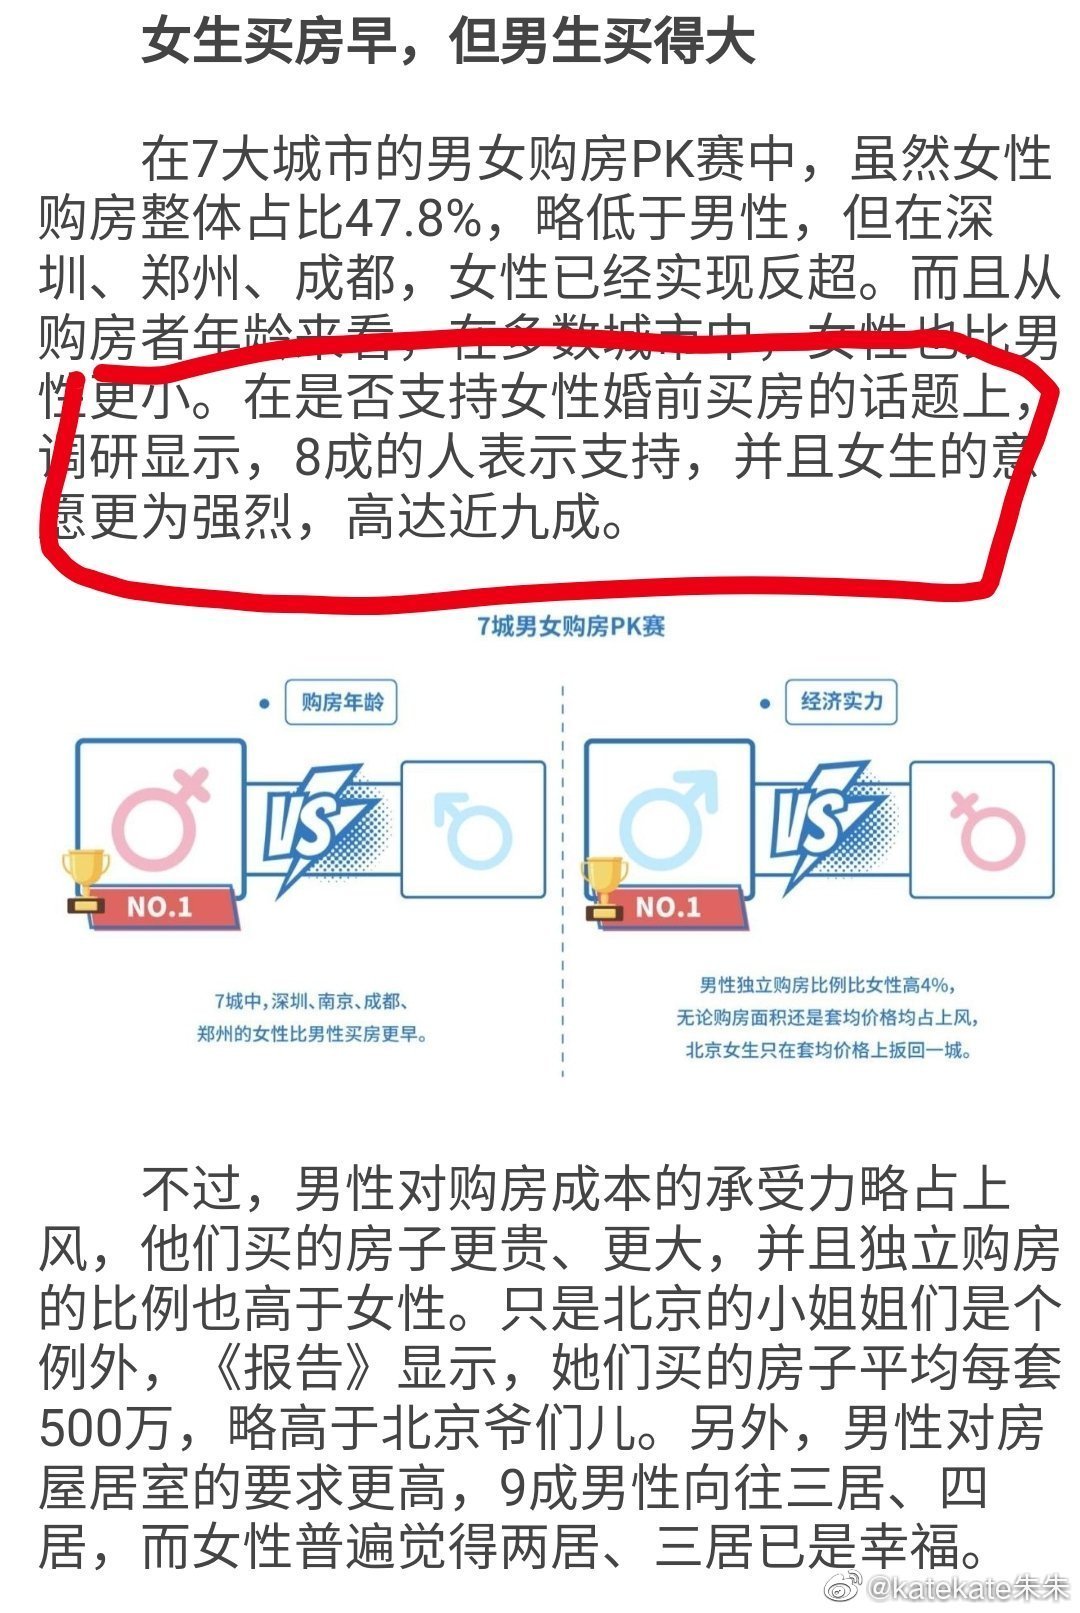 女生买房早，但男生买得大
在7大城市的男女购房PK赛中，虽然女性
购房整体占比47.8%，略低于男性，但在深
圳、郑州、成都，女性已经实现反超。而且从
购房者年龄来看，在多数城市中，女性也比男
性更小。在是否支持女性婚前买房的话题上，
调研显示，8成的人表示支持，并且女生的意
愿更为强烈，高达近九成。
7城男女购房PK赛
购房年龄
VS
NO.1
7城中，深圳、南京、成都、
郑州的女性比男性买房更早。
经济实力
VS
NO.1
男性独立购房比例比女性高4%，
无论购房面积还是套均价格均占上风，
北京女生只在套均价格上扳回一城。
不过，男性对购房成本的承受力略占上
风，他们买的房子更贵、更大，并且独立购房
的比例也高于女性。只是北京的小姐姐们是个
例外，《报告》显示，她们买的房子平均每套
500万，略高于北京爷们儿。另外，男性对房
屋居室的要求更高，9成男性向往三居、四
居，而女性普遍觉得两居、三居已是幸福。
@katekate朱朱